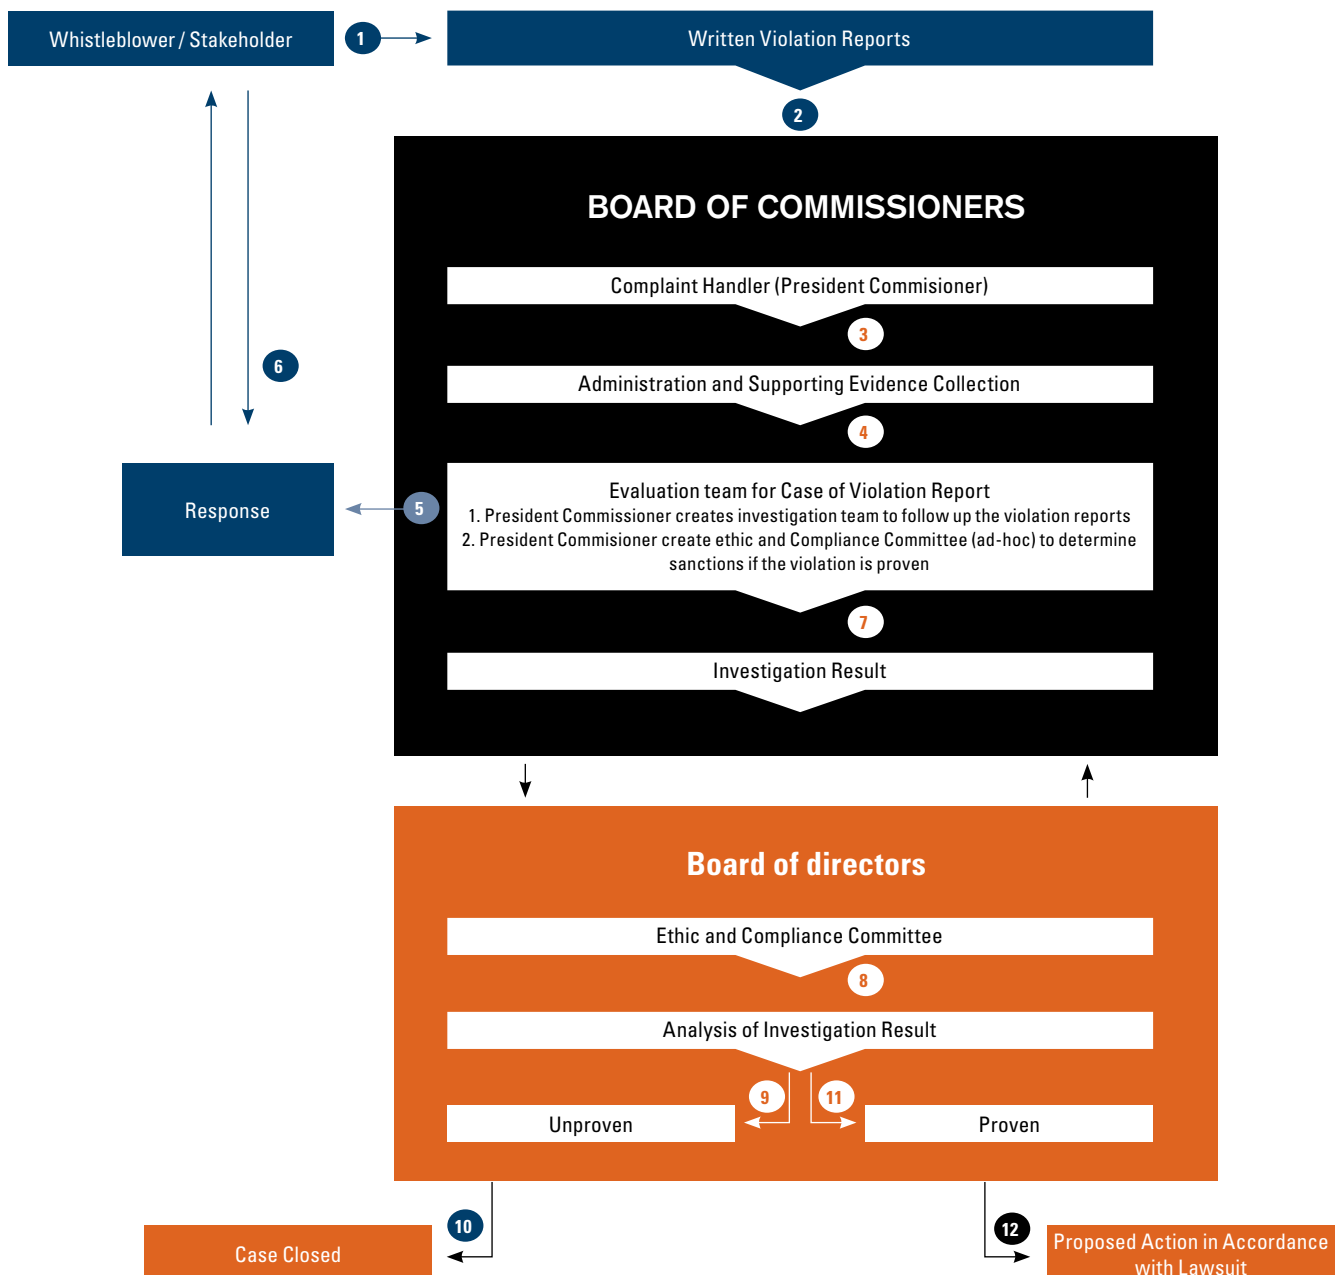 Whistleblower / Stakeholder
1
Written Violation Reports
2
BOARD OF COMMISSIONERS
Complaint Handler (President Commisioner)
3
Administration and Supporting Evidence Collection
4
6
Response
5
Evaluation team for Case of Violation Report
1. President Commissioner creates investigation team to follow up the violation reports
2. President Commisioner create ethic and Compliance Committee (ad-hoc) to determine
sanctions if the violation is proven
7
Investigation Result
Board of directors
Ethic and Compliance Committee
8
Analysis of Investigation Result
9
11
Unproven
Proven
10
12
Case Closed
Proposed Action in Accordance
with Lawsuit